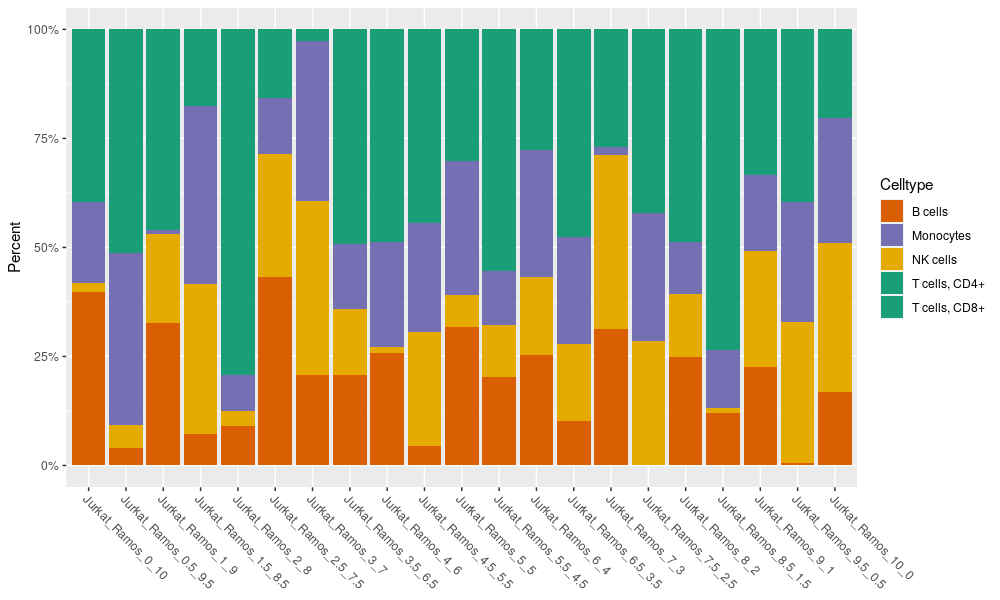 100%
75%
50%
25%
0%
Percent
Jurkat_Ramos_0_10
Jurkat_Ramos_0.5_9.5
Jurkat_Ramos_1_9
Jurkat_Ramos_1.5_8.5
Jurkat_Ramos_2_8
Jurkat_Ramos_2.5_7.5
Jurkat_Ramos_3_7
Jurkat_Ramos_3.5_6.5
Jurkat_Ramos_4_6
Jurkat_Ramos_4.5_5.5
Jurkat_Ramos_5_5
Jurkat_Ramos_5.5_4.5
Jurkat_Ramos_6_4
Jurkat_Ramos_6.5_3.5
Jurkat_Ramos_7_3
Jurkat_Ramos_7.5_2.5
Jurkat_Ramos_8_2
Jurkat_Ramos_8.5_1.5
Jurkat_Ramos_9_1
Jurkat_Ramos_9.5_0.5
Jurkat_Ramos_10_0
Celltype
B cells
Monocytes
NK cells
T cells, CD4+
T cells, CD8+